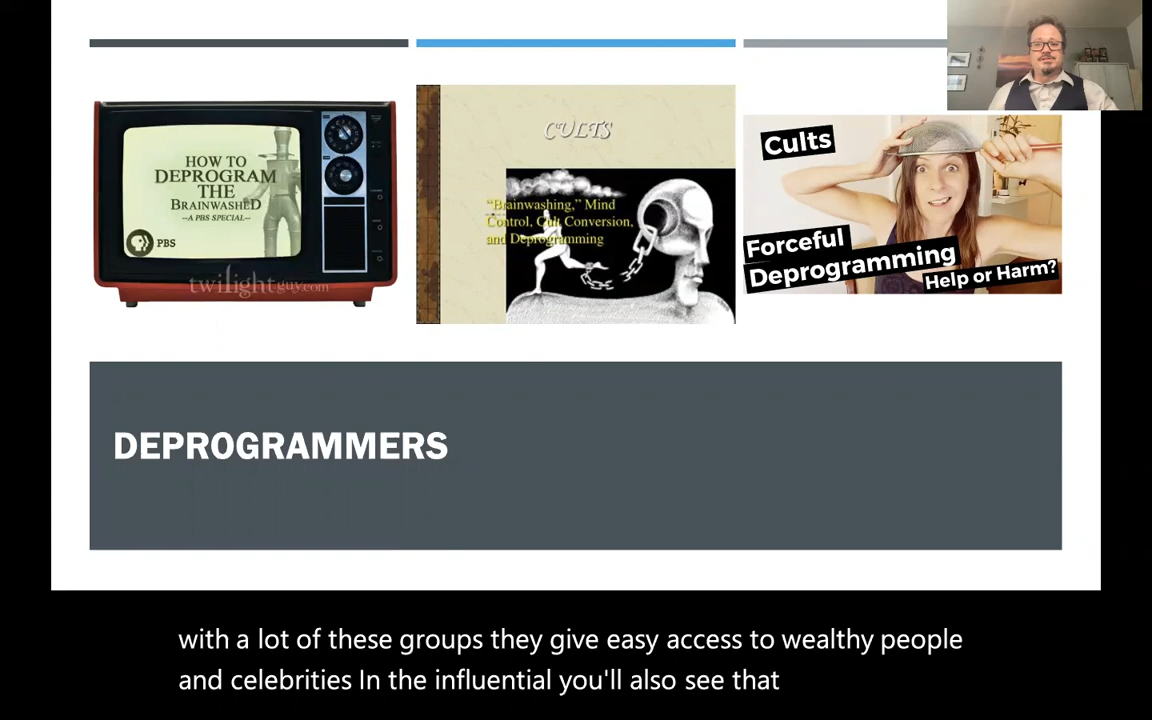 HOW TO
DEPROGRAM
THE
BRAINWASHED
--A PBS SPECIAL--
PBS
twilightguy.com
CULTS
“Brainwashing,” Mind
Control, Cult Conversion,
and Deprogramming
Cults
Forceful
Deprogramming
Help or Harm?
DEPROGRAMMERS
with a lot of these groups they give easy access to wealthy people
and celebrities In the influential you'll also see that